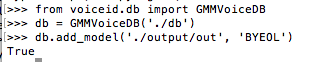 >>> from voiceid.db import GMMVoiceDB
>>> db = GMMVoiceDB('./db')
>>> db.add_model('./output/out', 'BYEOL')
True